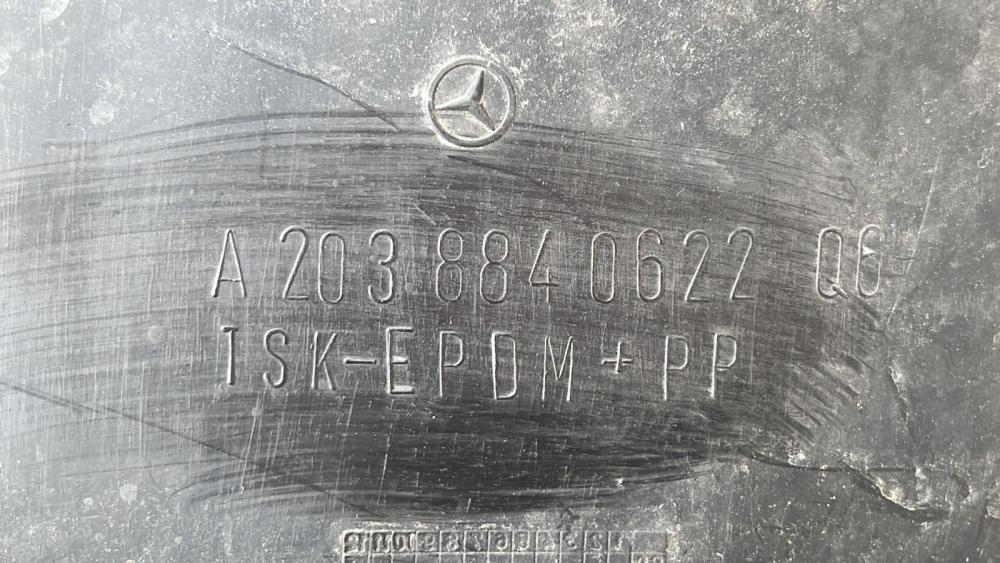 A 203 884 0622 Q6
TSK-EPDM + PP